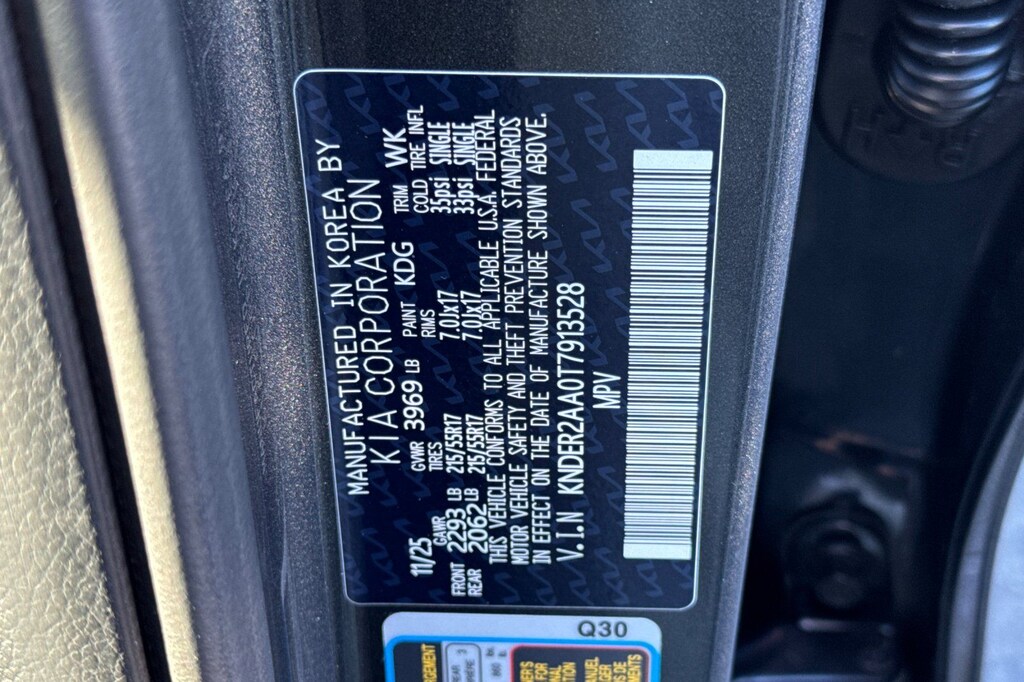 MANUFACTURED IN KOREA BY
KIA CORPORATION
11/25 GVWR 3969 LB PAINT KDG TRIM WK
GAWR TIRES RIMS COLD TIRE INFL
FRONT 2293 LB 215/55R17 7.0Jx17 35psi SINGLE
REAR 2062 LB 215/55R17 7.0Jx17 33psi SINGLE
THIS VEHICLE CONFORMS TO ALL APPLICABLE U.S.A. FEDERAL
MOTOR VEHICLE SAFETY AND THEFT PREVENTION STANDARDS
IN EFFECT ON THE DATE OF MANUFACTURE SHOWN ABOVE.
V.I.N KNDER2AA0T7913528
MPV
Q30